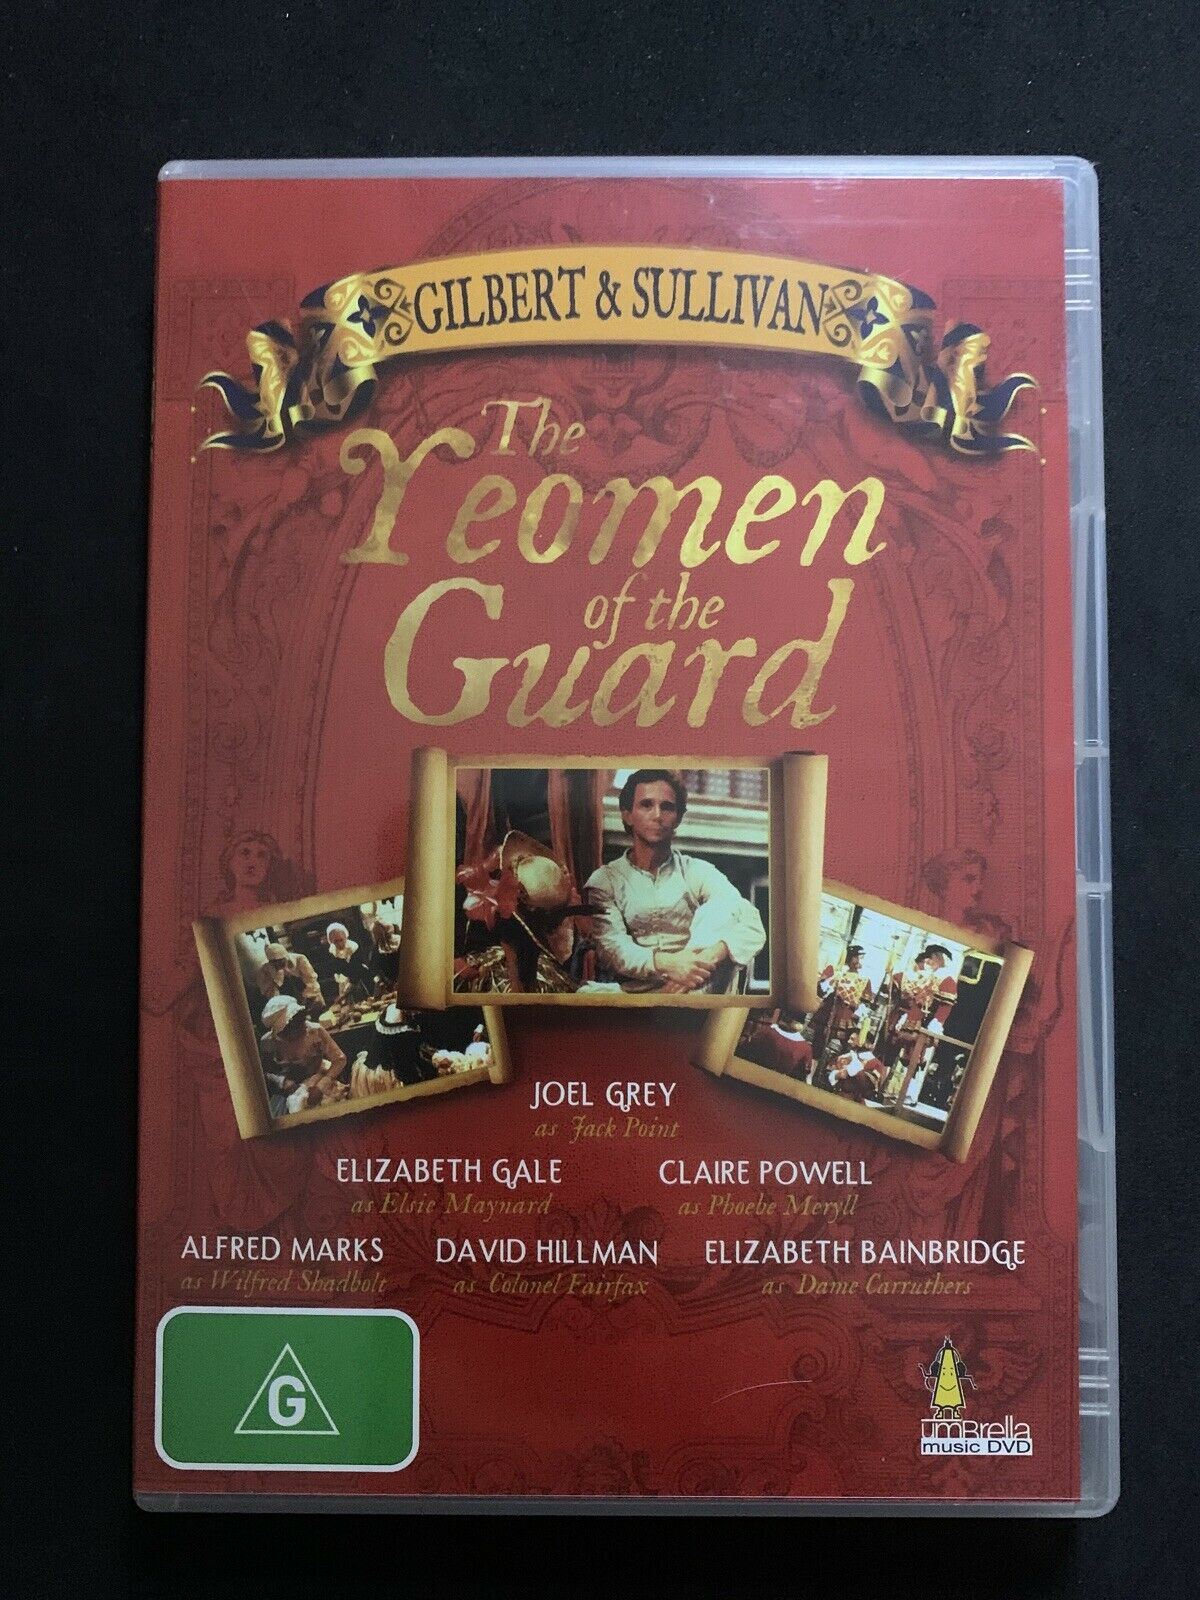 GILBERT & SULLIVAN
The
Yeomen
of the
Guard
JOEL GREY
as Jack Point
ELIZABETH GALE
as Elsie Maynard
CLAIRE POWELL
as Phoebe Meryll
ALFRED MARKS
as Wilfred Shadbolt
DAVID HILLMAN
as Colonel Fairfax
ELIZABETH BAINBRIDGE
as Dame Carruthers
G
umBrella
music DVD